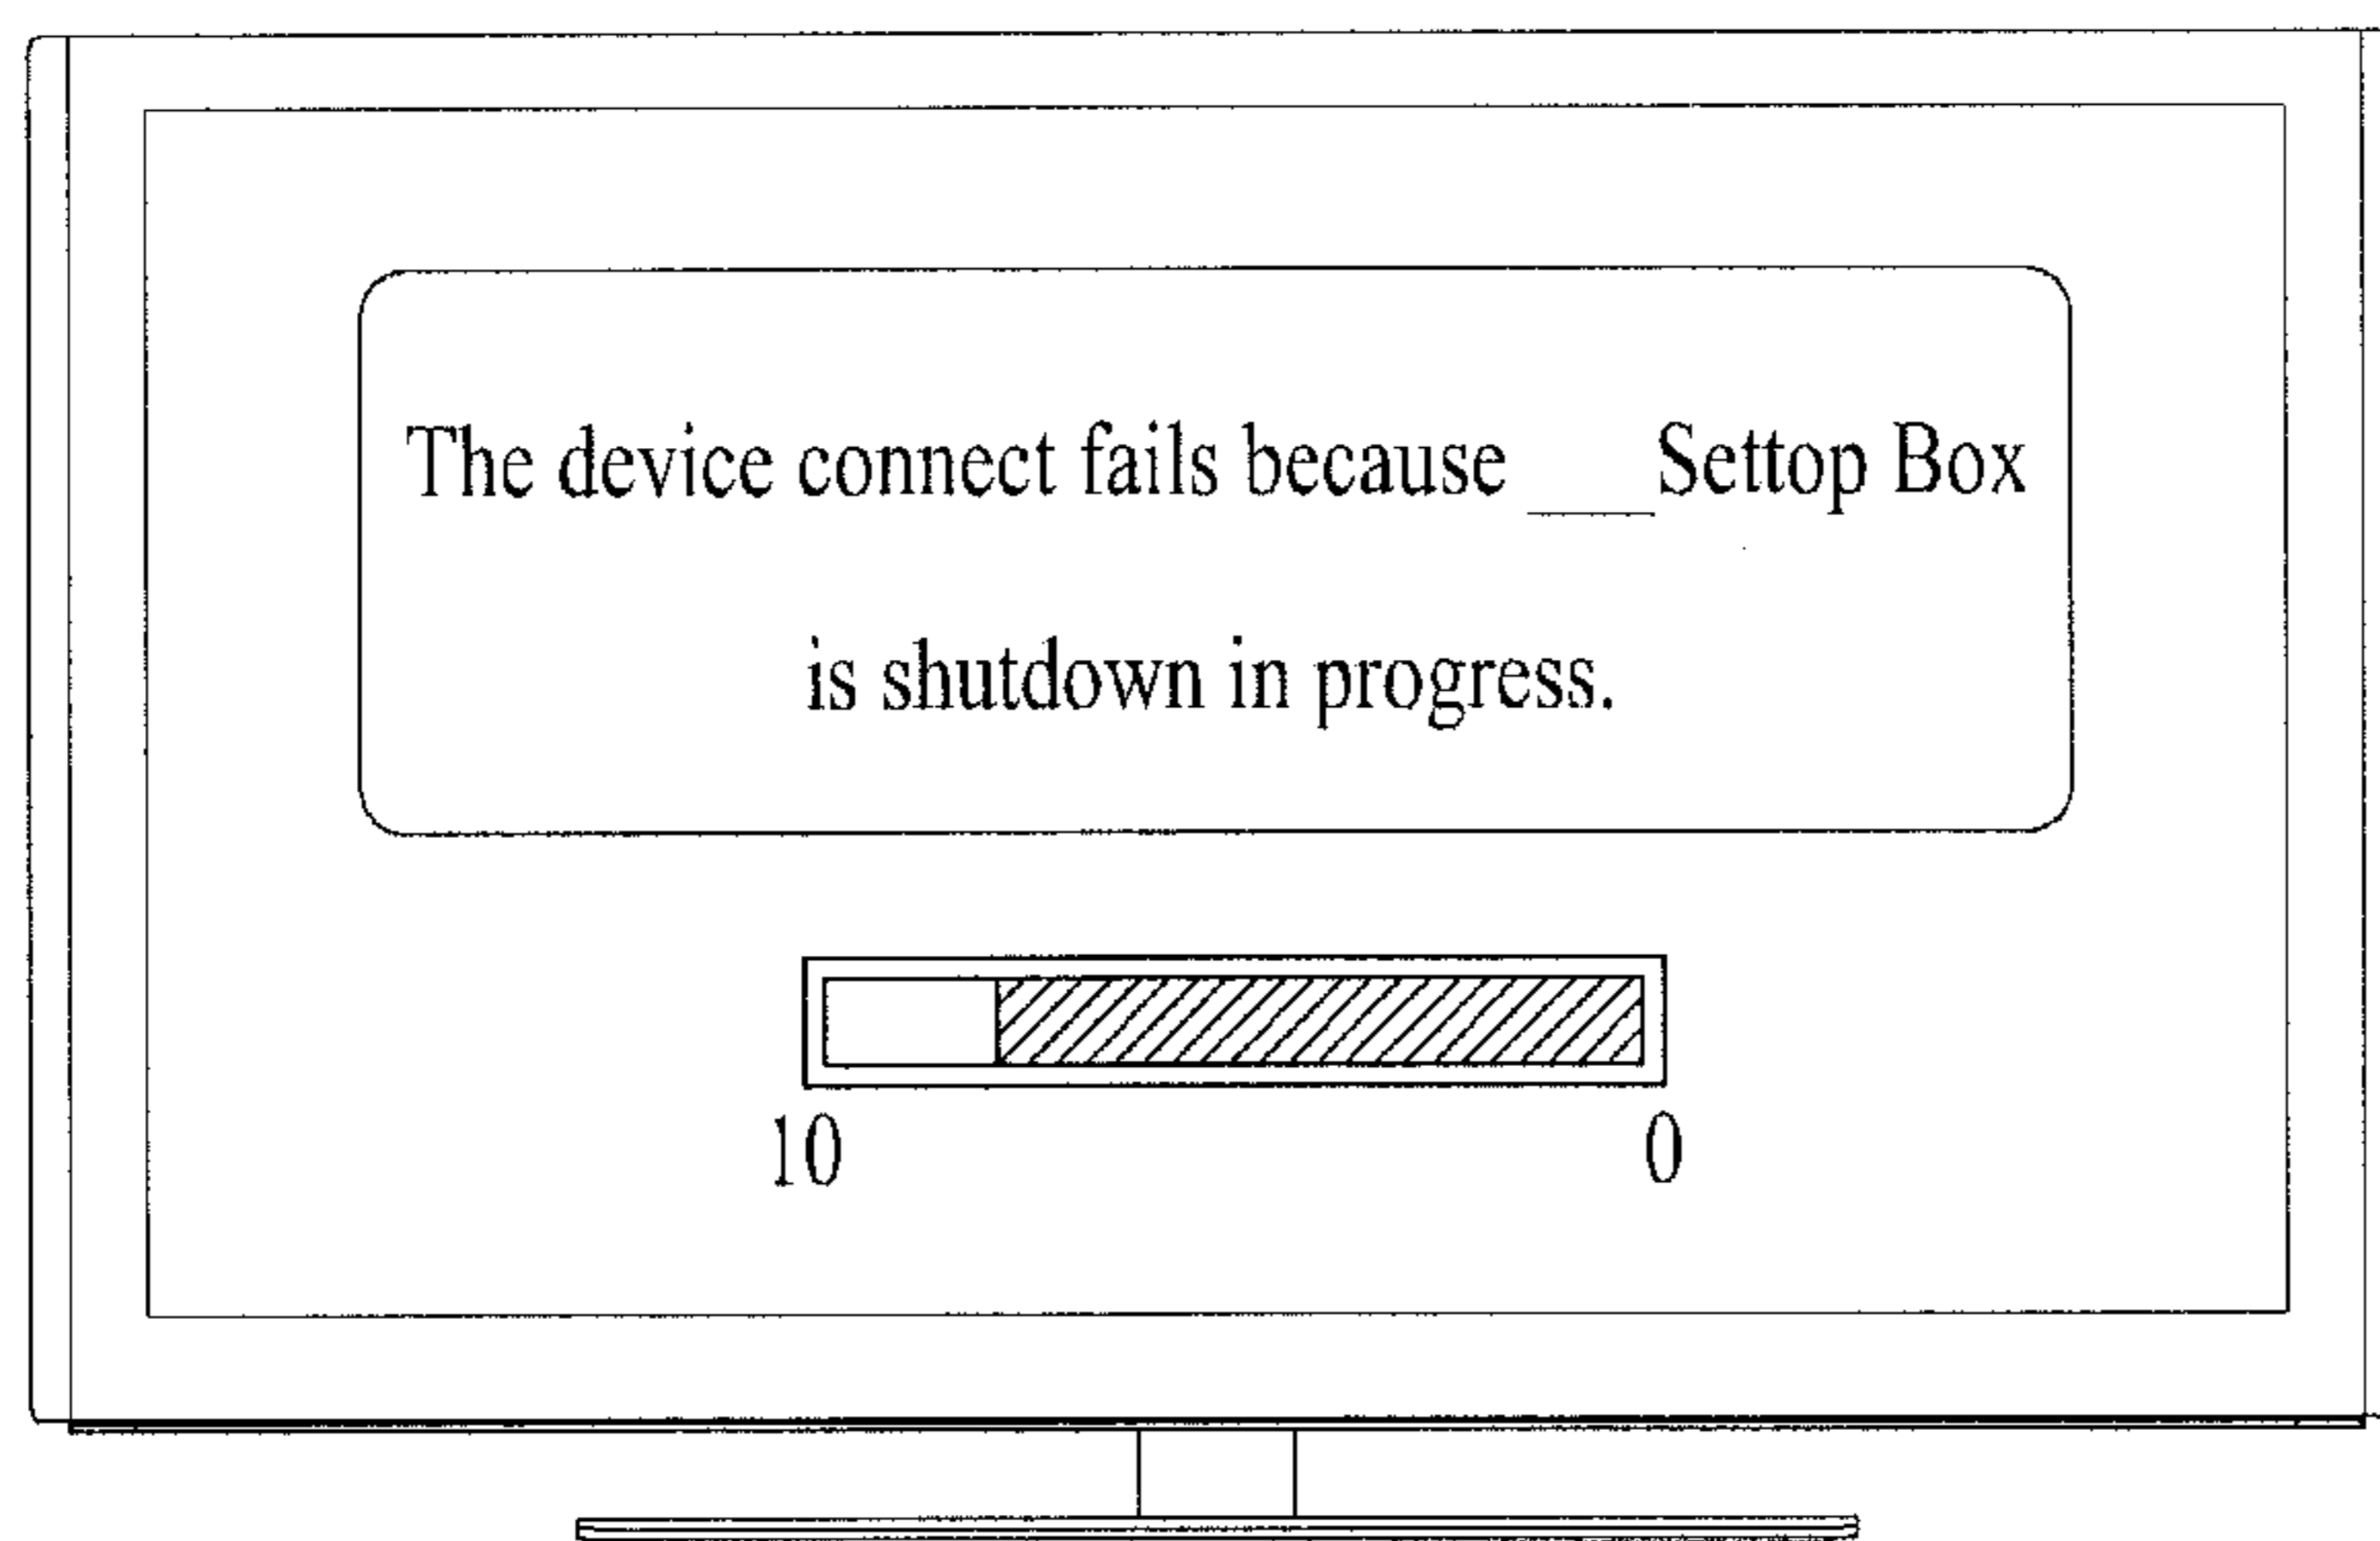 The device connect fails because ___Settop Box
is shutdown in progress.
10 0